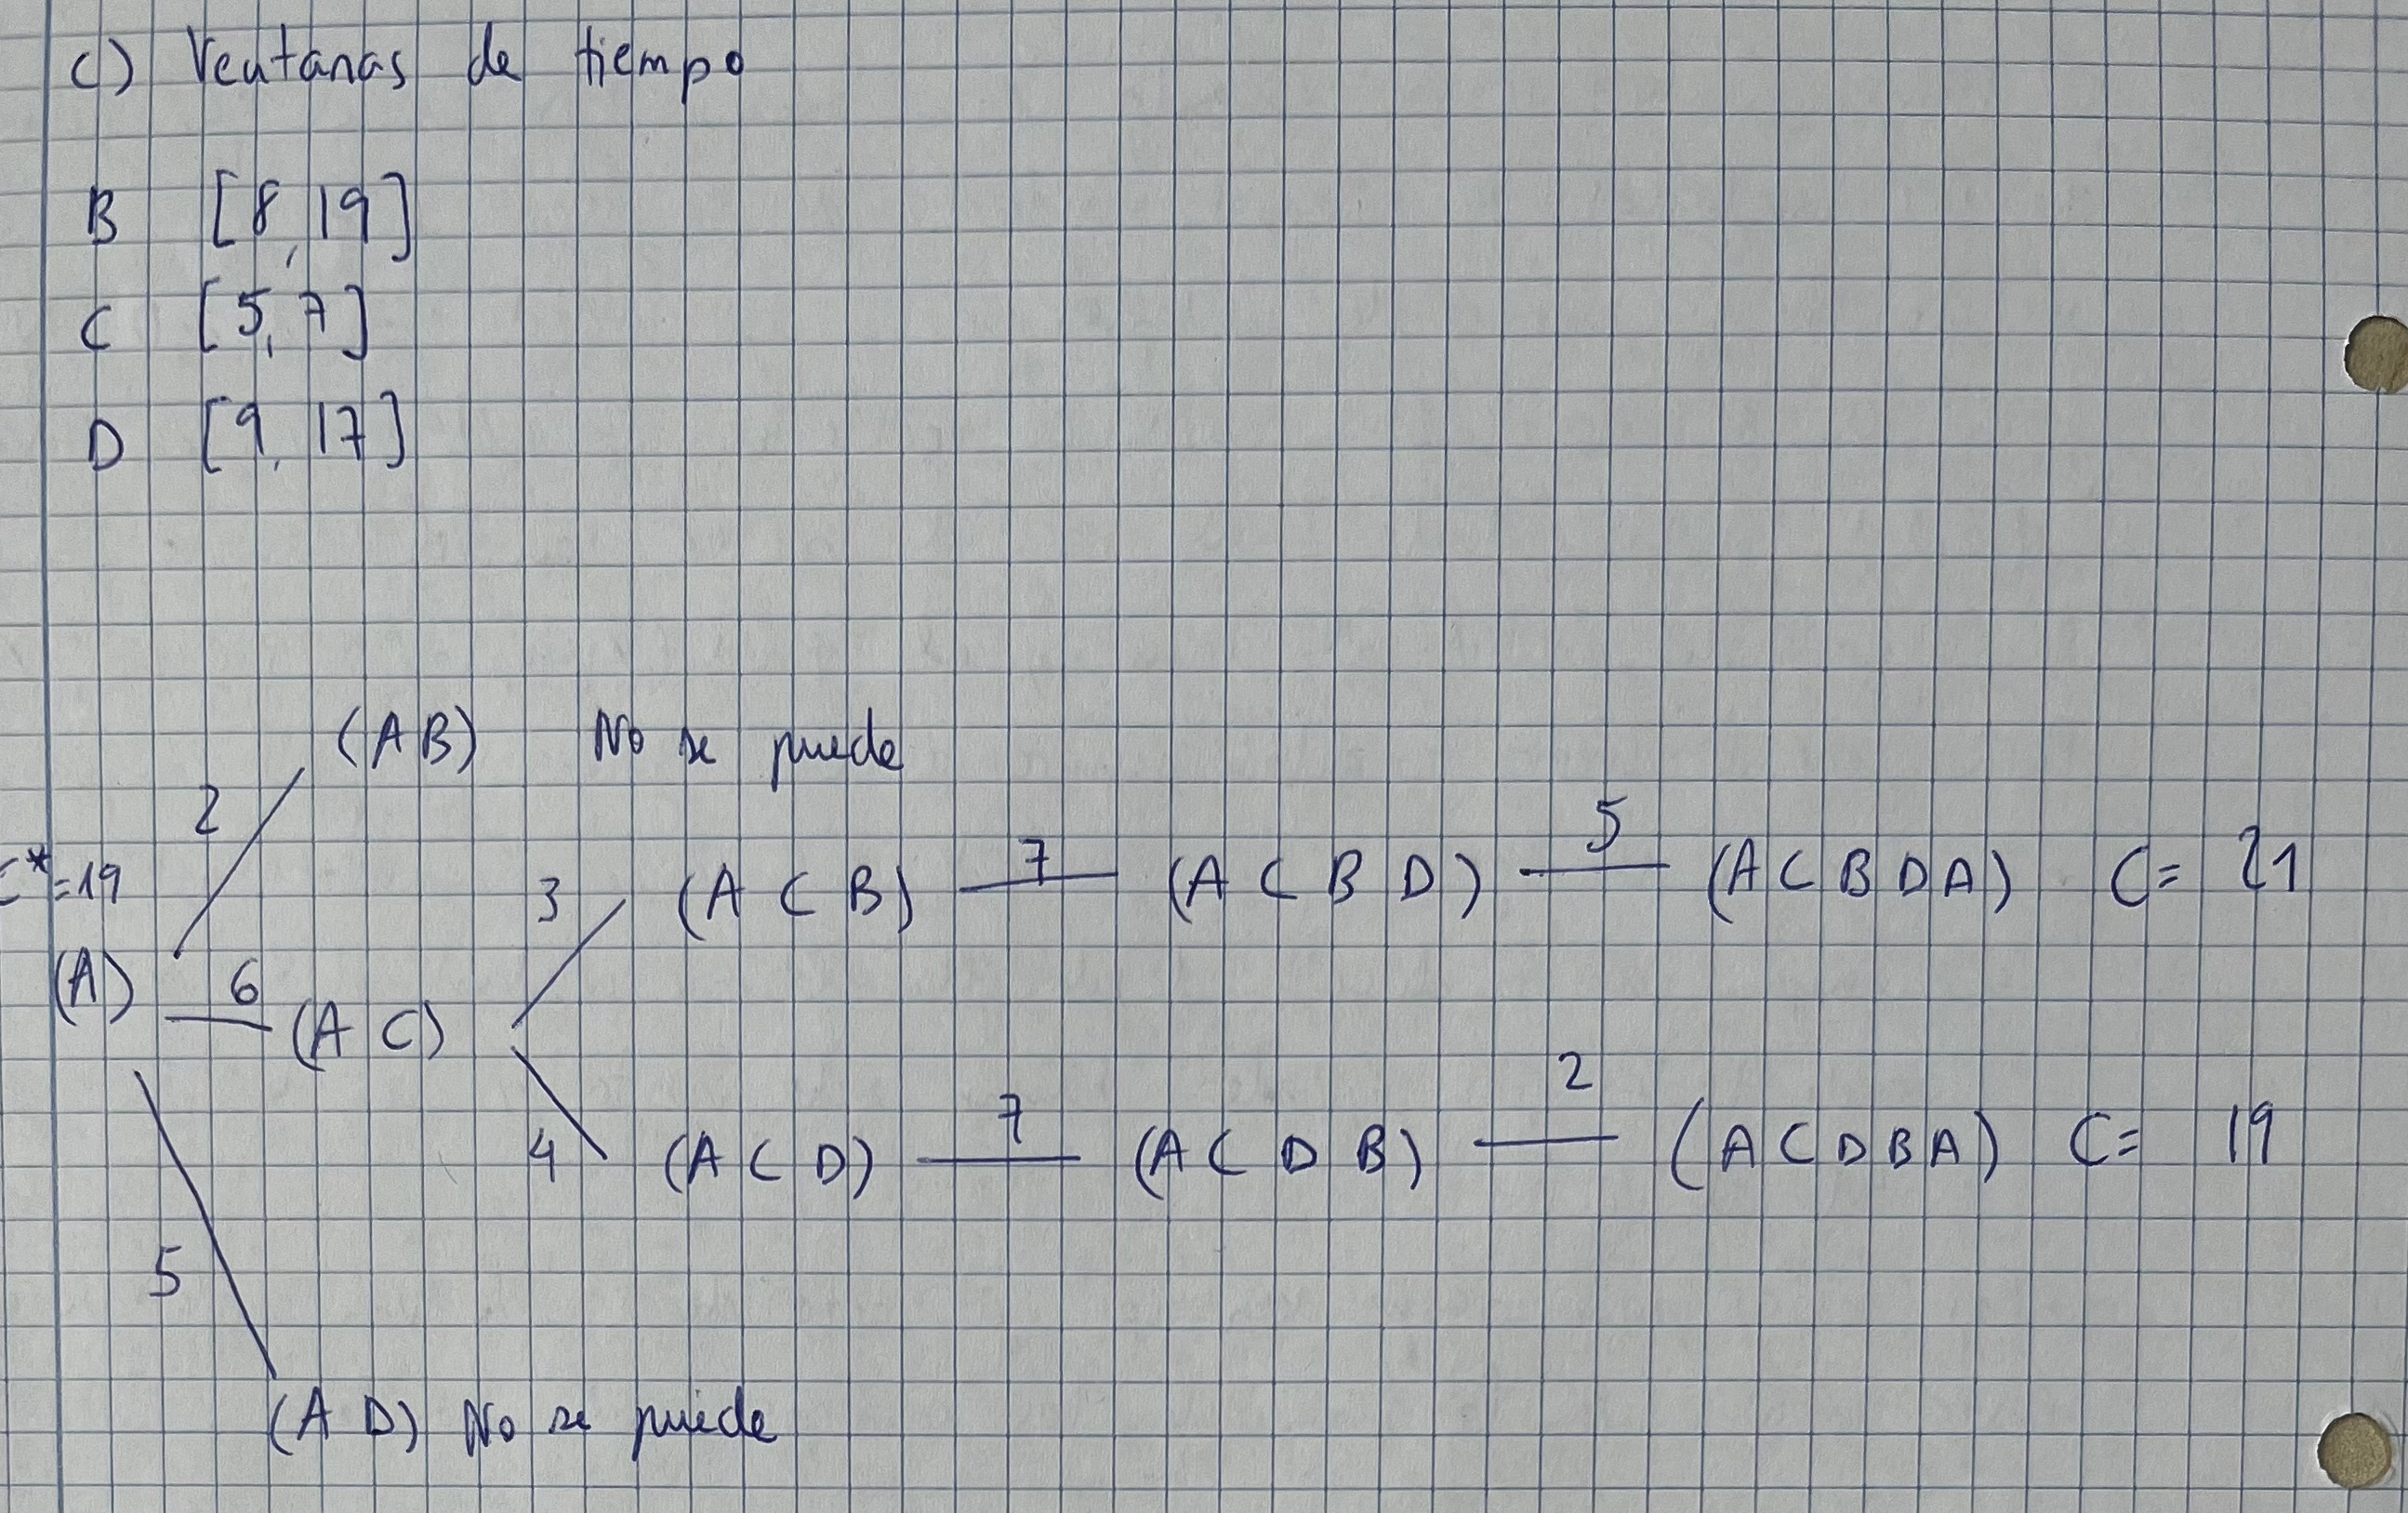 c) Ventanas de tiempo
B [8, 19]
C [5, 7]
D [9, 17]
(AB) No se puede
2
C*=19
3 (A C B) 7 (A C B D) 5 (A C B D A) C= 21
(A) 6 (A C)
4 (A C D) 7 (A C D B) 2 (A C D B A) C= 19
5
(A D) No se puede